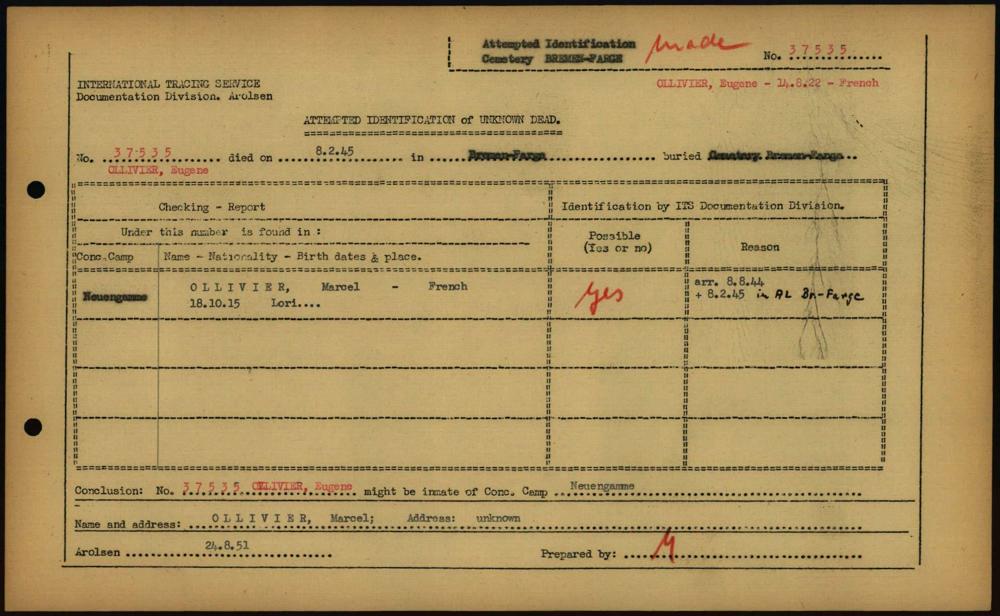 Attempted Identification made
Cemetery BREMEN-FARGE No. 37535
INTERNATIONAL TRACING SERVICE
OLLIVIER, Eugene - 14.8.22 - French
Documentation Division. Arolsen
ATTEMPTED IDENTIFICATION of UNKNOWN DEAD.
No. 37535 died on 8.2.45 in Bremen-Farge buried Cemetery Bremen-Farge
OLLIVIER, Eugene
Checking - Report
Identification by ITS Documentation Division.
Under this number is found in :
Possible
(Yes or no)
Reason
Conc.Camp Name - Nationality - Birth dates & place.
Neuengamme OLLIVIER, Marcel - French
18.10.15 Lori....
yes
arr. 8.8.44
+ 8.2.45 in AL Br.-Farge
Conclusion: No. 37535 OLLIVIER, Eugene might be inmate of Conc. Camp Neuengamme
Name and address: OLLIVIER, Marcel; Address: unknown
Arolsen 24.8.51 Prepared by: